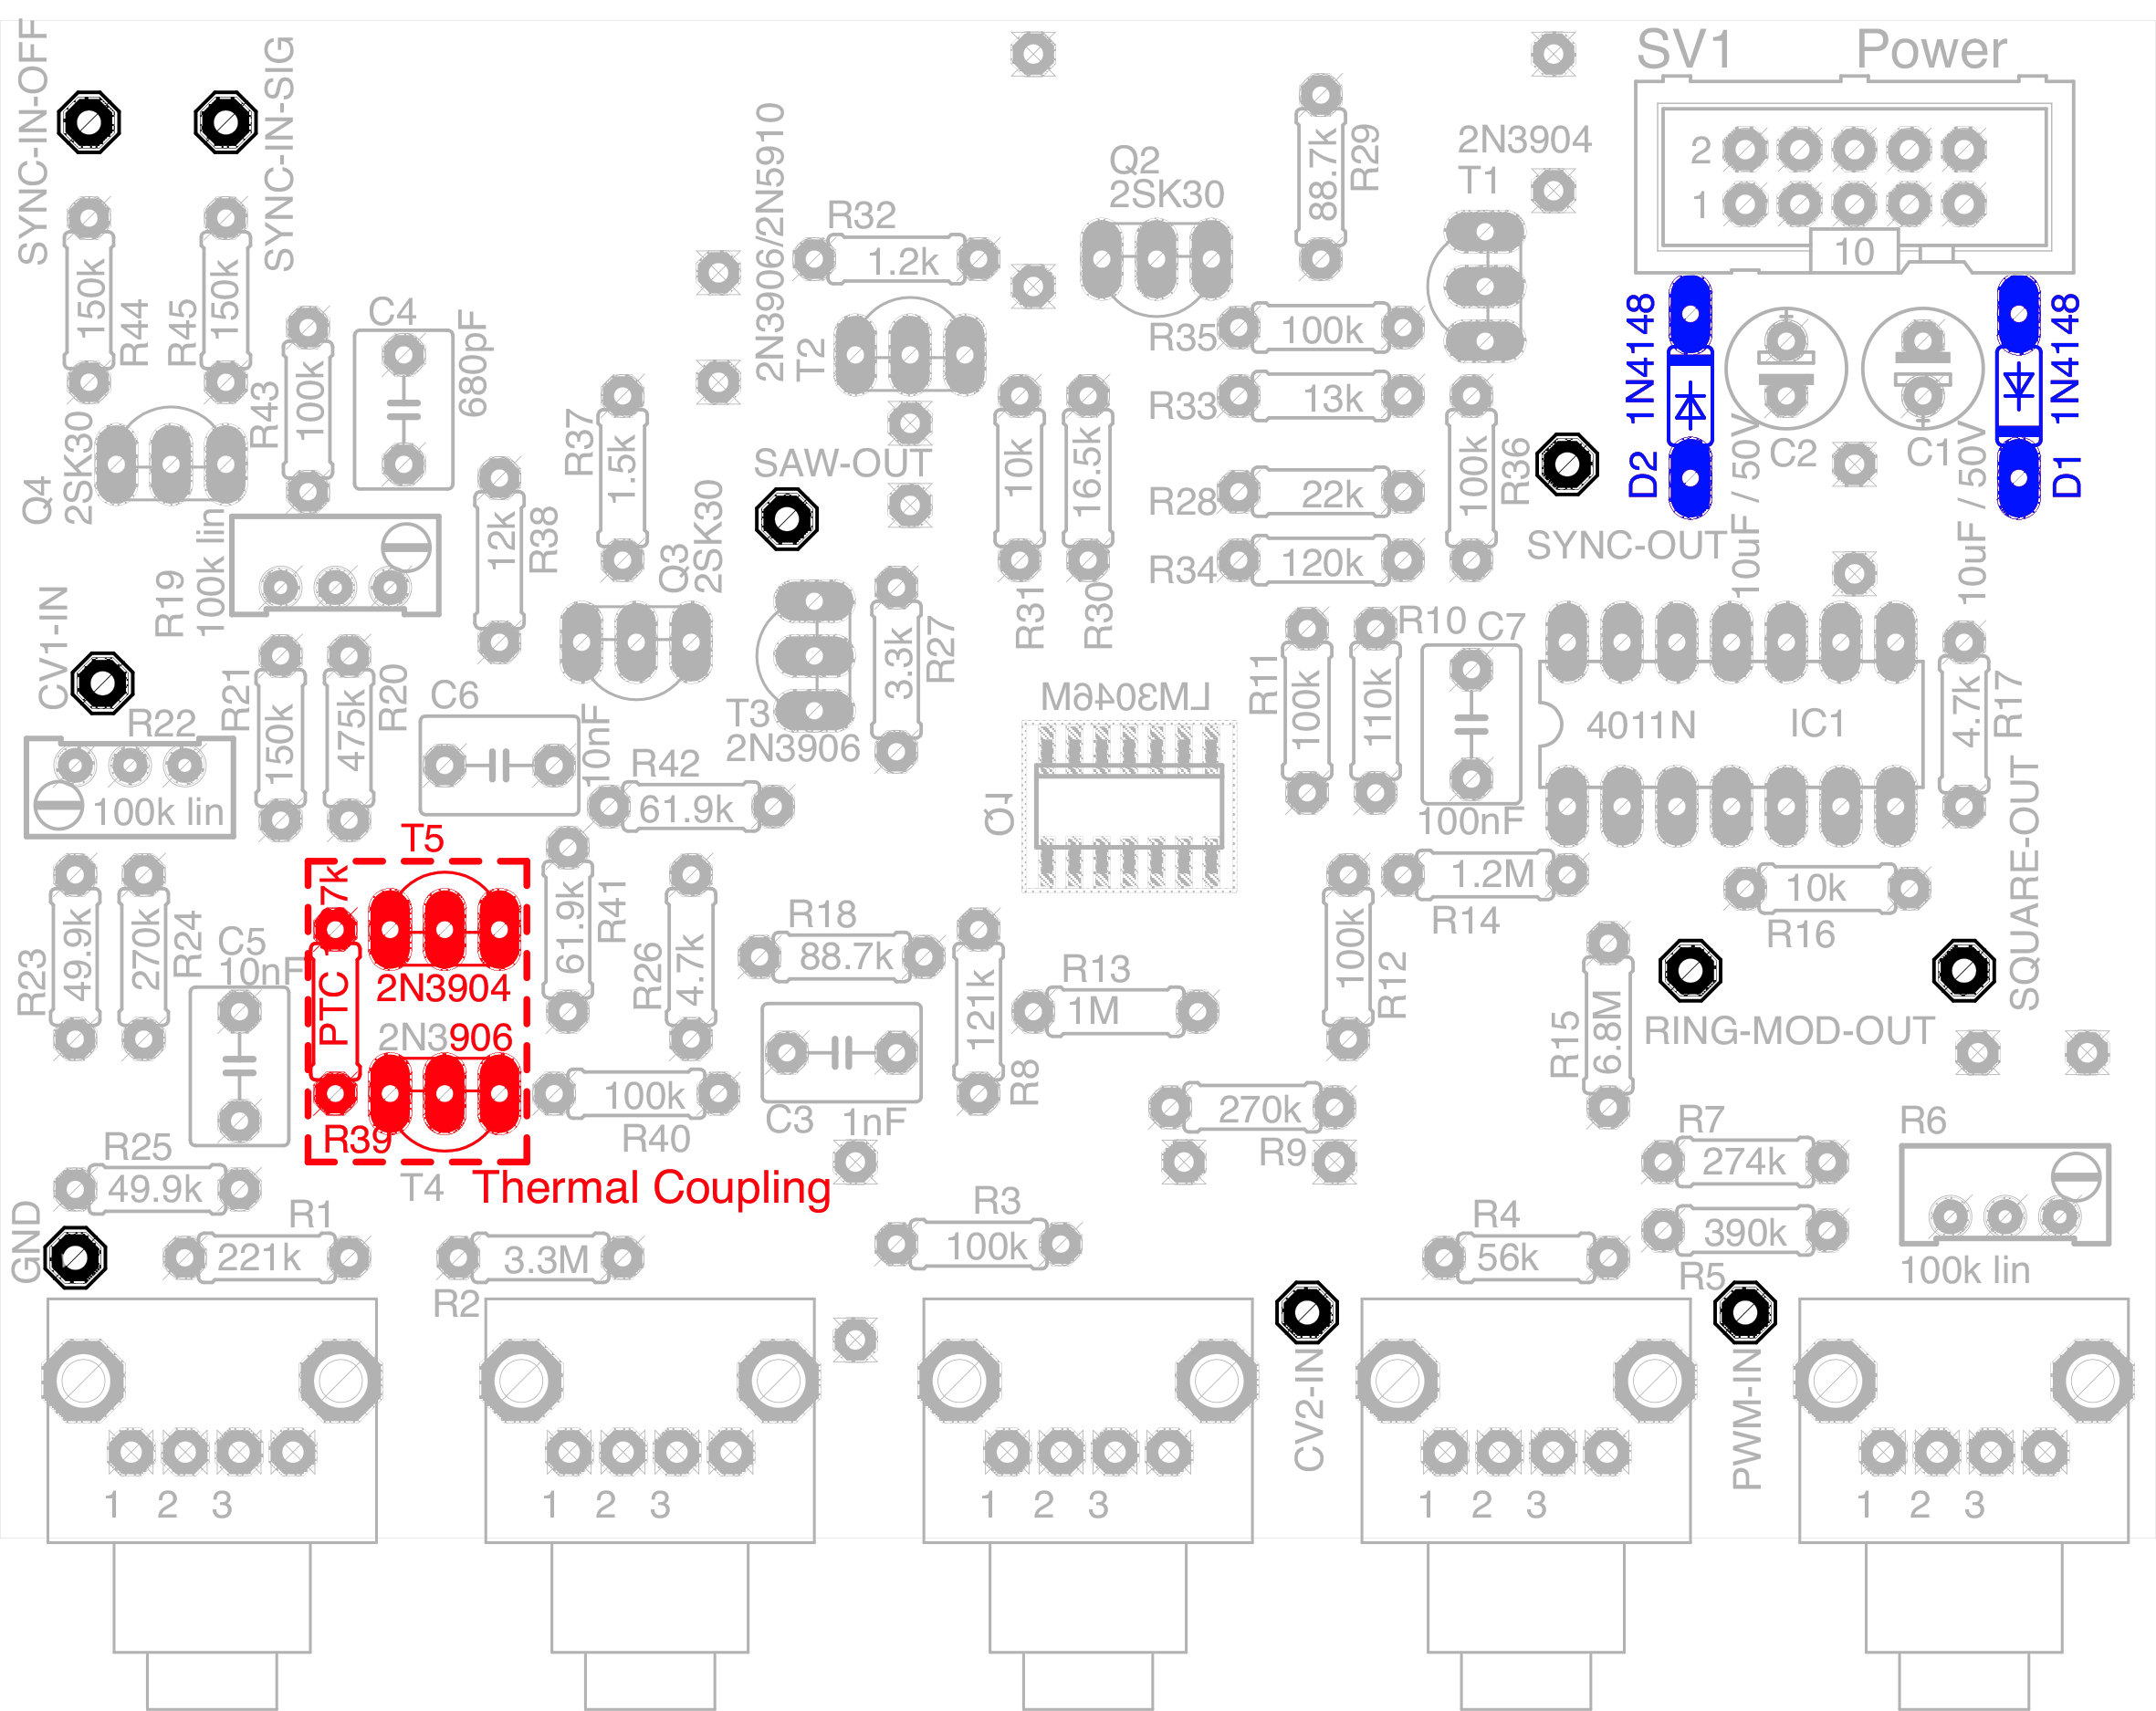 SYNC-IN-OFF
SYNC-IN-SIG
SV1
Power
2
1
10
2N3904
T1
Q2
2SK30
88.7k
R29
2N3906/2N5910
T2
R32
1.2k
150k
R44
R45
150k
C4
680pF
R43
100k
R35
100k
R33
13k
R28
22k
R34
120k
100k
R36
1N4148
D2
1N4148
D1
C2
10uF / 50V
C1
10uF / 50V
SYNC-OUT
Q4
2SK30
R37
1.5k
SAW-OUT
10k
R31
16.5k
R30
12k
R38
Q3
2SK30
R19
100k lin
CV1-IN
R21
150k
475k
R20
R22
100k lin
C6
10nF
T3
2N3906
3.3k
R27
LM3046M
Q1
R11
100k
R10
110k
C7
100nF
4011N
IC1
4.7k
R17
R42
61.9k
T5
7k
PTC
2N3904
2N3906
R39
T4
Thermal Coupling
R23
49.9k
270k
R24
C5
10nF
61.9k
R41
R26
4.7k
R18
88.7k
121k
R8
R13
1M
100k
R12
1.2M
R14
10k
R16
SQUARE-OUT
RING-MOD-OUT
R15
6.8M
100k
R40
C3
1nF
270k
R9
R7
274k
R6
100k lin
R25
49.9k
GND
R1
221k
3.3M
R2
R3
100k
R4
56k
390k
R5
CV2-IN
PWM-IN
1 2 3
1 2 3
1 2 3
1 2 3
1 2 3